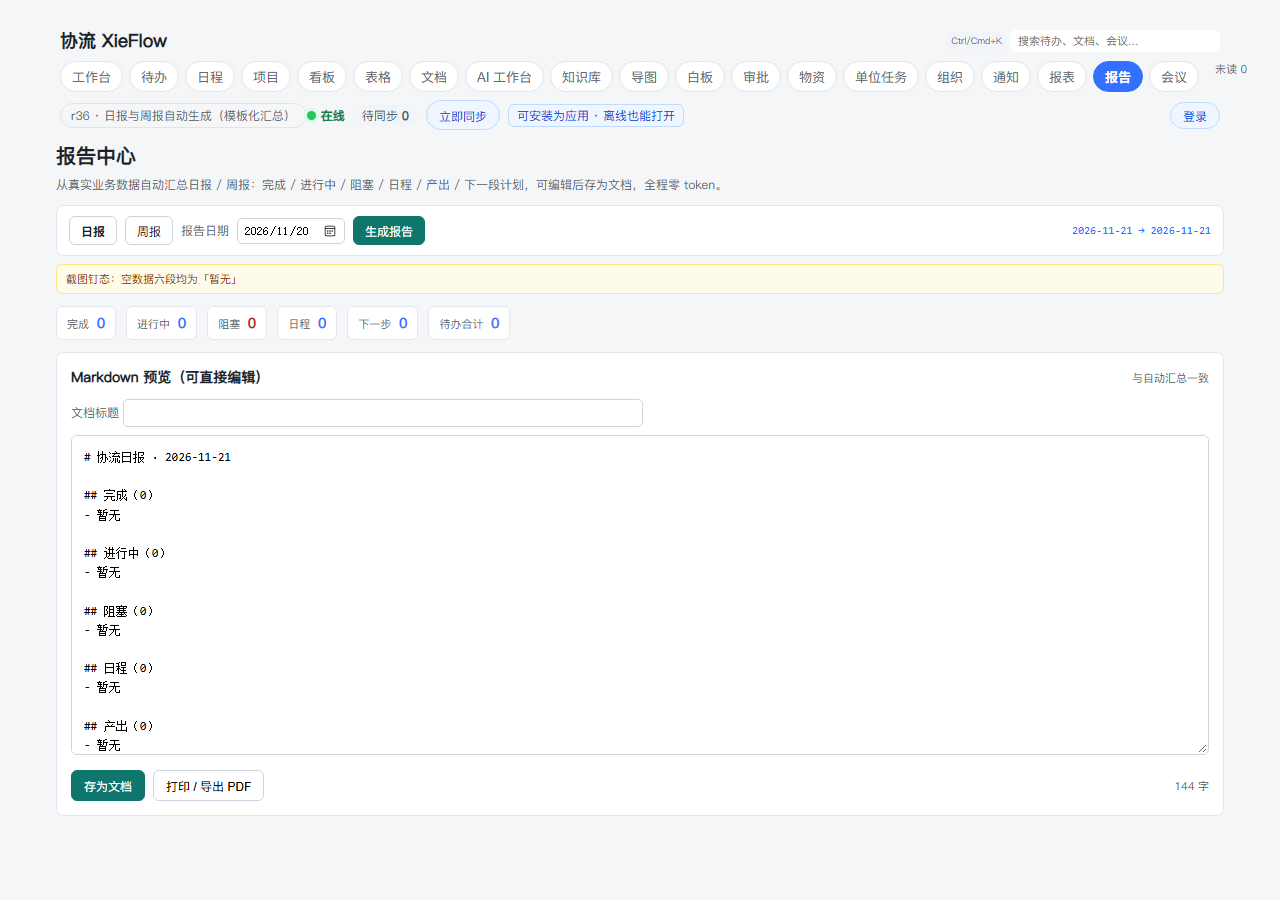 协流 XieFlow
Ctrl/Cmd+K 搜索待办、文档、会议…
工作台 待办 日程 项目 看板 表格 文档 AI 工作台 知识库 导图 白板 审批 物资 单位任务 组织 通知 报表 报告 会议 未读 0
r36 · 日报与周报自动生成（模板化汇总） 在线 待同步 0 立即同步 可安装为应用 · 离线也能打开 登录
报告中心
从真实业务数据自动汇总日报 / 周报：完成 / 进行中 / 阻塞 / 日程 / 产出 / 下一段计划，可编辑后存为文档，全程零 token。
日报 周报 报告日期 2026/11/20 生成报告 2026-11-21 → 2026-11-21
截图钉态：空数据六段均为「暂无」
完成 0 进行中 0 阻塞 0 日程 0 下一步 0 待办合计 0
Markdown 预览（可直接编辑） 与自动汇总一致
文档标题
# 协流日报 · 2026-11-21
## 完成（0）
- 暂无
## 进行中（0）
- 暂无
## 阻塞（0）
- 暂无
## 日程（0）
- 暂无
## 产出（0）
- 暂无
存为文档 打印 / 导出 PDF 144 字